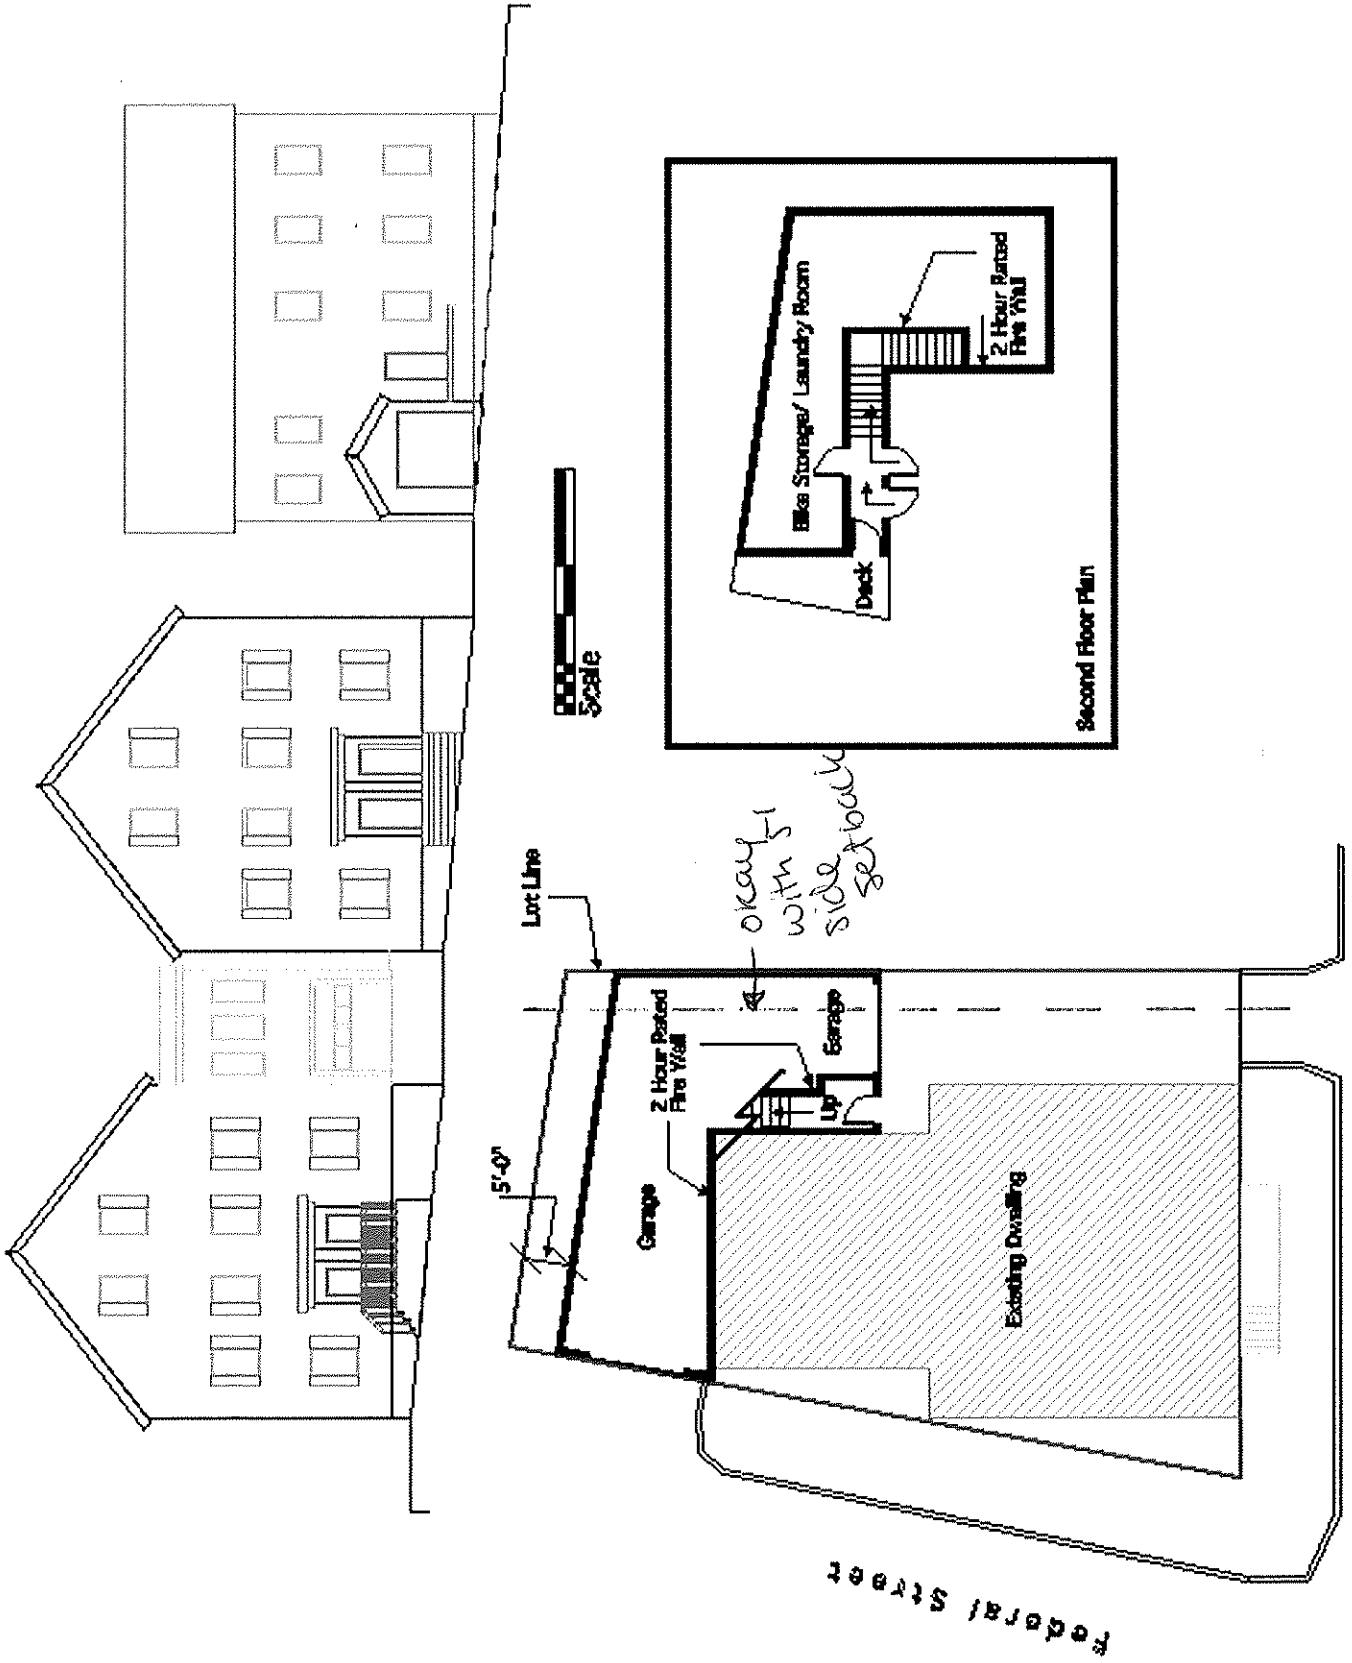 Scale
Bike Storage/ Laundry Room
2 Hour Rated
Fire Wall
Deck
Second Floor Plan
Lot Line
okay
with 5'
side
setback
5'-0"
2 Hour Rated
Fire Wall
Garage
Garage
Up
Existing Dwelling
Federal Street